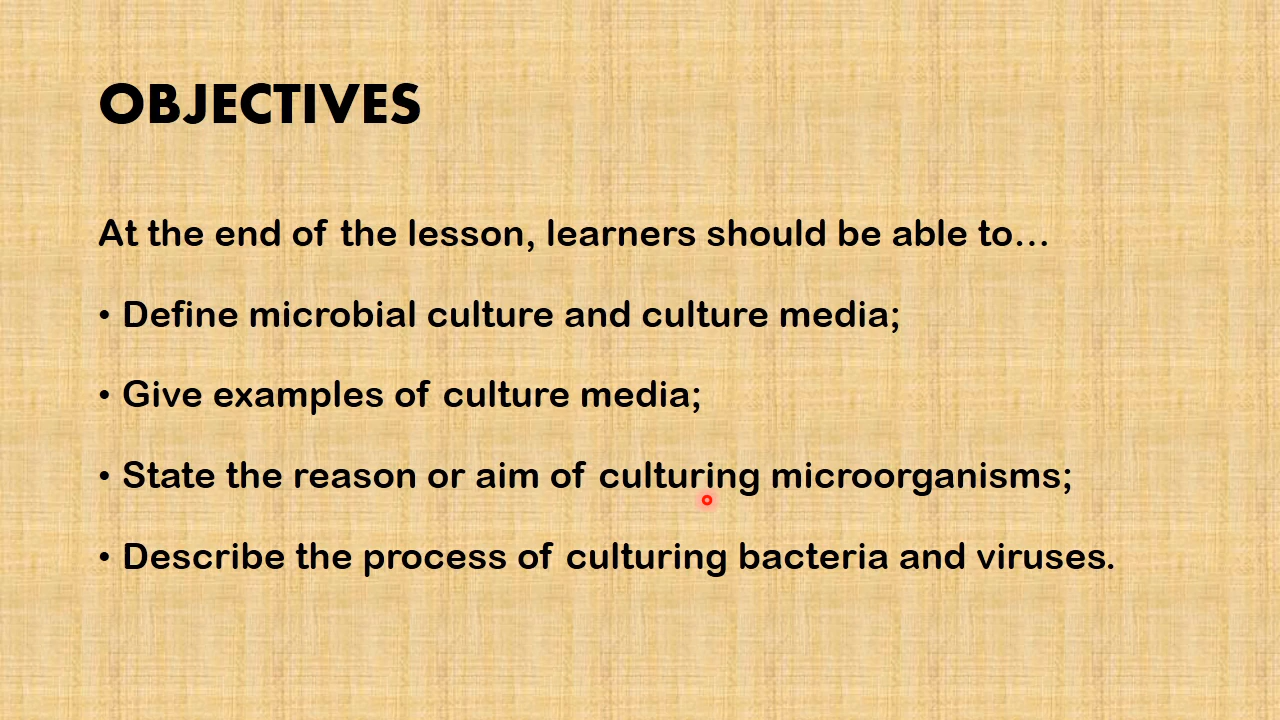 OBJECTIVES
At the end of the lesson, learners should be able to...
• Define microbial culture and culture media;
• Give examples of culture media;
• State the reason or aim of culturing microorganisms;
• Describe the process of culturing bacteria and viruses.